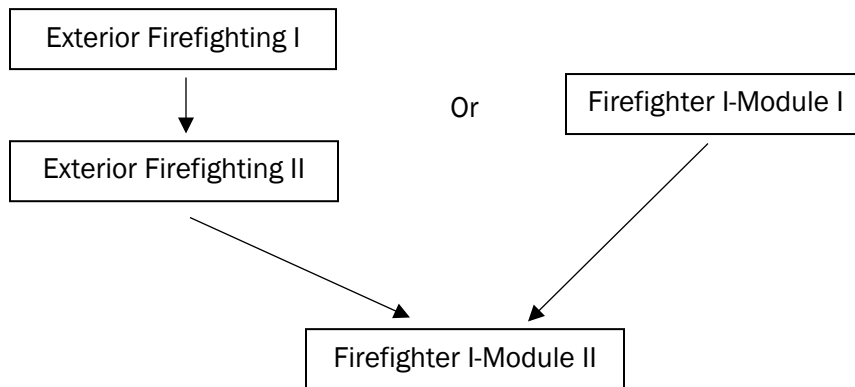 Exterior Firefighting I
Or
Firefighter I-Module I
Exterior Firefighting II
Firefighter I-Module II